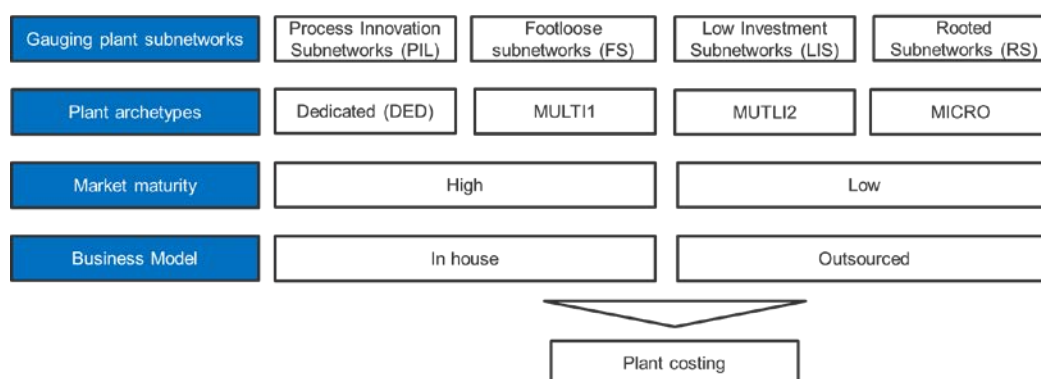 Gauging plant subnetworks
Process Innovation
Subnetworks (PIL)
Footloose
subnetworks (FS)
Low Investment
Subnetworks (LIS)
Rooted
Subnetworks (RS)
Plant archetypes
Dedicated (DED)
MULTI1
MUTLI2
MICRO
Market maturity
High
Low
Business Model
In house
Outsourced
Plant costing